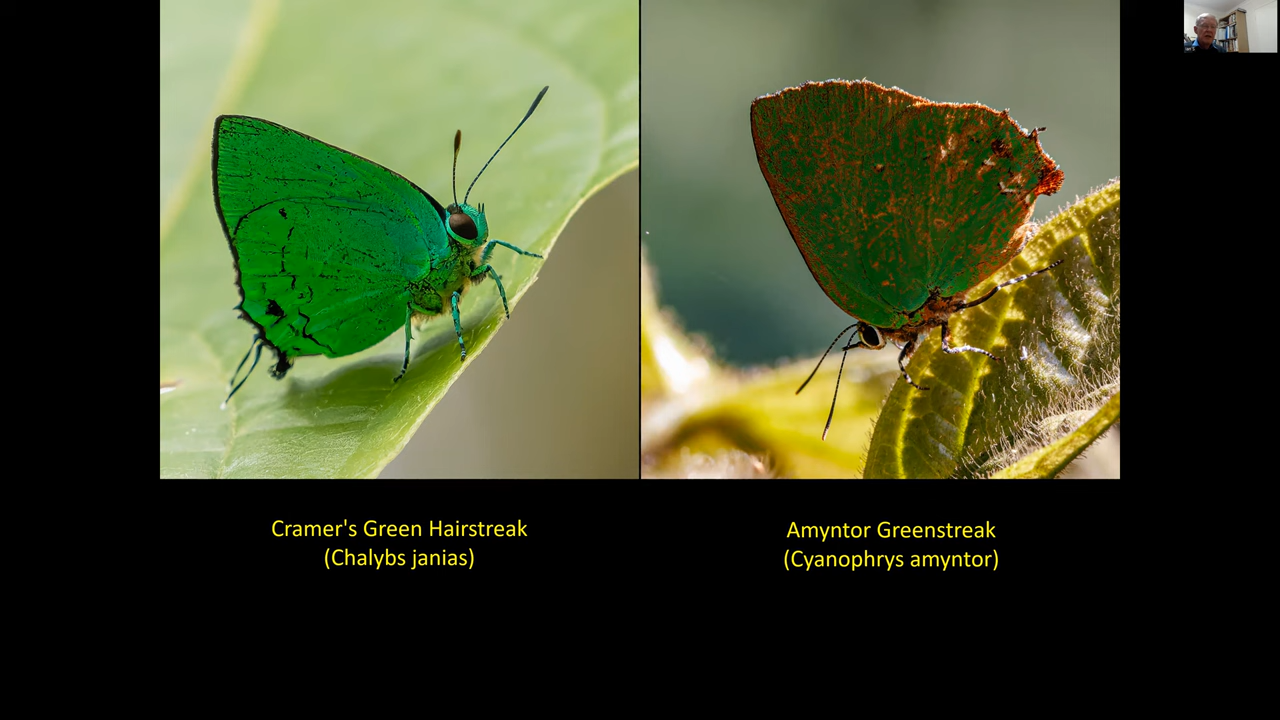 Cramer's Green Hairstreak
(Chalybs janias)
Amyntor Greenstreak
(Cyanophrys amyntor)